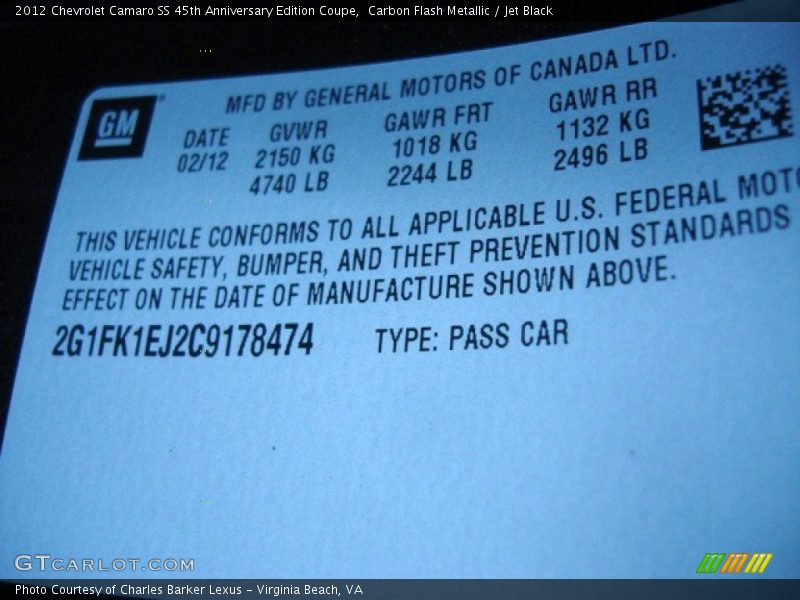 2012 Chevrolet Camaro SS 45th Anniversary Edition Coupe,  Carbon Flash Metallic / Jet Black
MFD BY GENERAL MOTORS OF CANADA LTD.
GM
DATE GVWR GAWR FRT GAWR RR
02/12 2150 KG 1018 KG 1132 KG
4740 LB 2244 LB 2496 LB
THIS VEHICLE CONFORMS TO ALL APPLICABLE U.S. FEDERAL MOTO
VEHICLE SAFETY, BUMPER, AND THEFT PREVENTION STANDARDS
EFFECT ON THE DATE OF MANUFACTURE SHOWN ABOVE.
2G1FK1EJ2C9178474 TYPE: PASS CAR
GTCARLOT.COM
Photo Courtesy of Charles Barker Lexus - Virginia Beach, VA